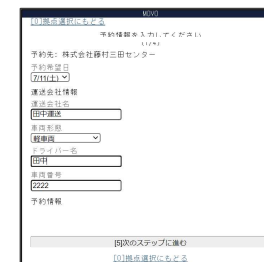 MOVO
[0]拠点選択にもどる
予約情報を入力してください
(1/4)
予約先: 株式会社藤村三田センター
予約希望日
7/11(土)
運送会社情報
運送会社名
田中運送
車両形態
軽車両
ドライバー名
田中
車両番号
2222
予約情報
[5]次のステップに進む
[0]拠点選択にもどる